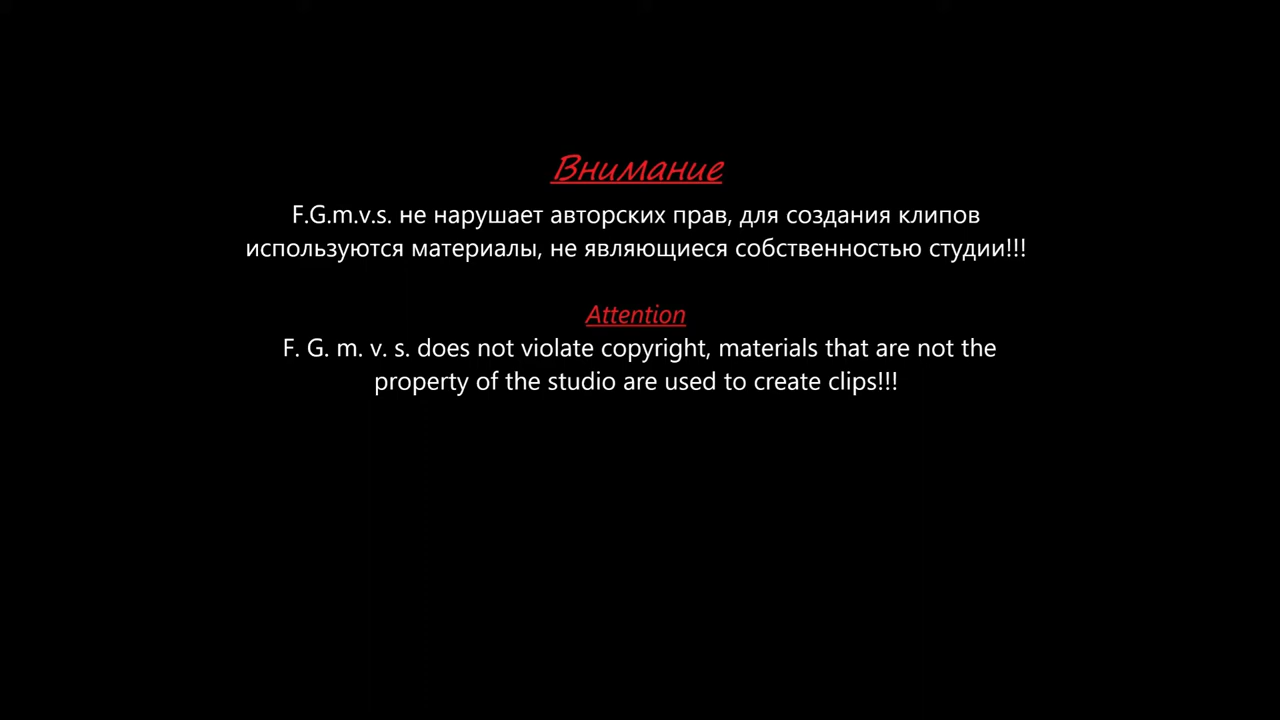 Внимание
F.G.m.v.s. не нарушает авторских прав, для создания клипов
используются материалы, не являющиеся собственностью студии!!!
Attention
F. G. m. v. s. does not violate copyright, materials that are not the
property of the studio are used to create clips!!!